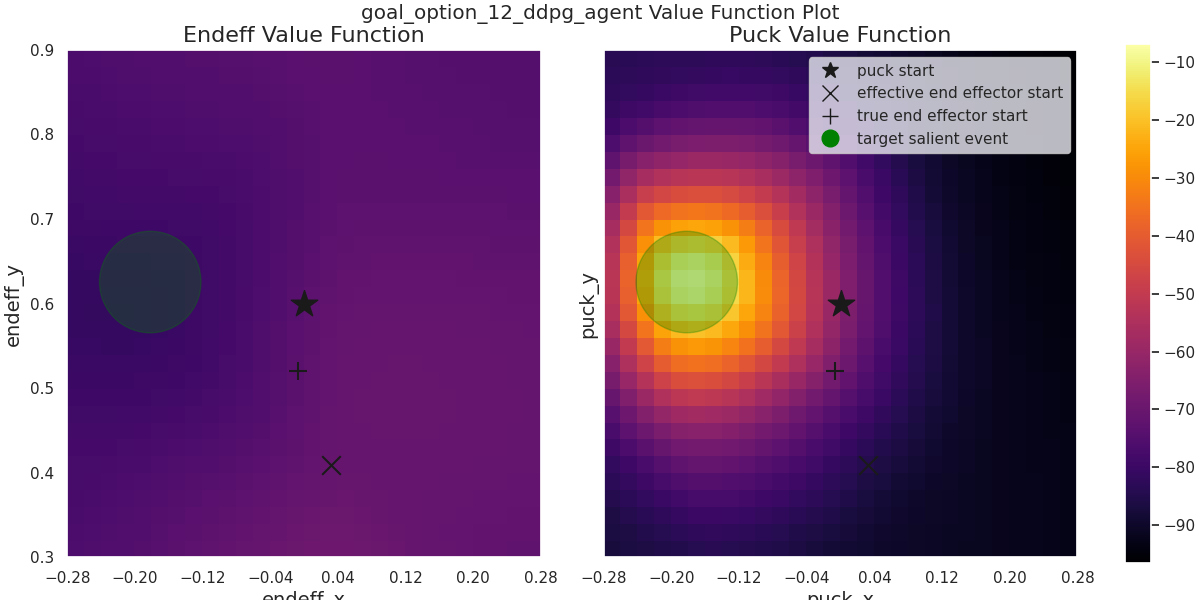 goal_option_12_ddpg_agent Value Function Plot
Endeff Value Function
Puck Value Function
puck start
effective end effector start
true end effector start
target salient event
endeff_y
0.9
0.8
0.7
0.6
0.5
0.4
0.3
−0.28 −0.20 −0.12 −0.04 0.04 0.12 0.20 0.28
endeff_x
puck_y
−0.28 −0.20 −0.12 −0.04 0.04 0.12 0.20 0.28
puck_x
−10
−20
−30
−40
−50
−60
−70
−80
−90